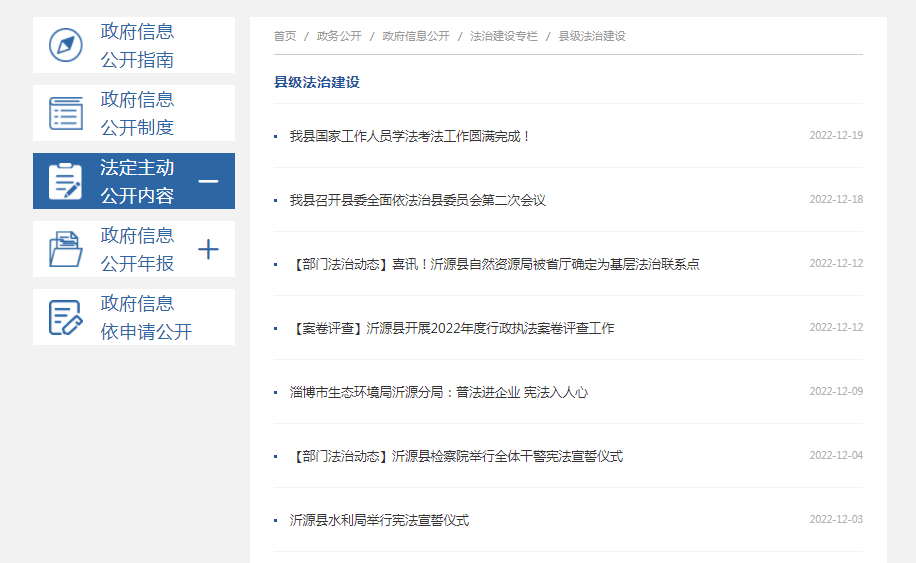 政府信息
公开指南
政府信息
公开制度
法定主动
公开内容
政府信息
公开年报
政府信息
依申请公开
首页 / 政务公开 / 政府信息公开 / 法治建设专栏 / 县级法治建设
县级法治建设
我县国家工作人员学法考法工作圆满完成！ 2022-12-19
我县召开县委全面依法治县委员会第二次会议 2022-12-18
【部门法治动态】喜讯！沂源县自然资源局被省厅确定为基层法治联系点 2022-12-12
【案卷评查】沂源县开展2022年度行政执法案卷评查工作 2022-12-12
淄博市生态环境局沂源分局：普法进企业 宪法入人心 2022-12-09
【部门法治动态】沂源县检察院举行全体干警宪法宣誓仪式 2022-12-04
沂源县水利局举行宪法宣誓仪式 2022-12-03